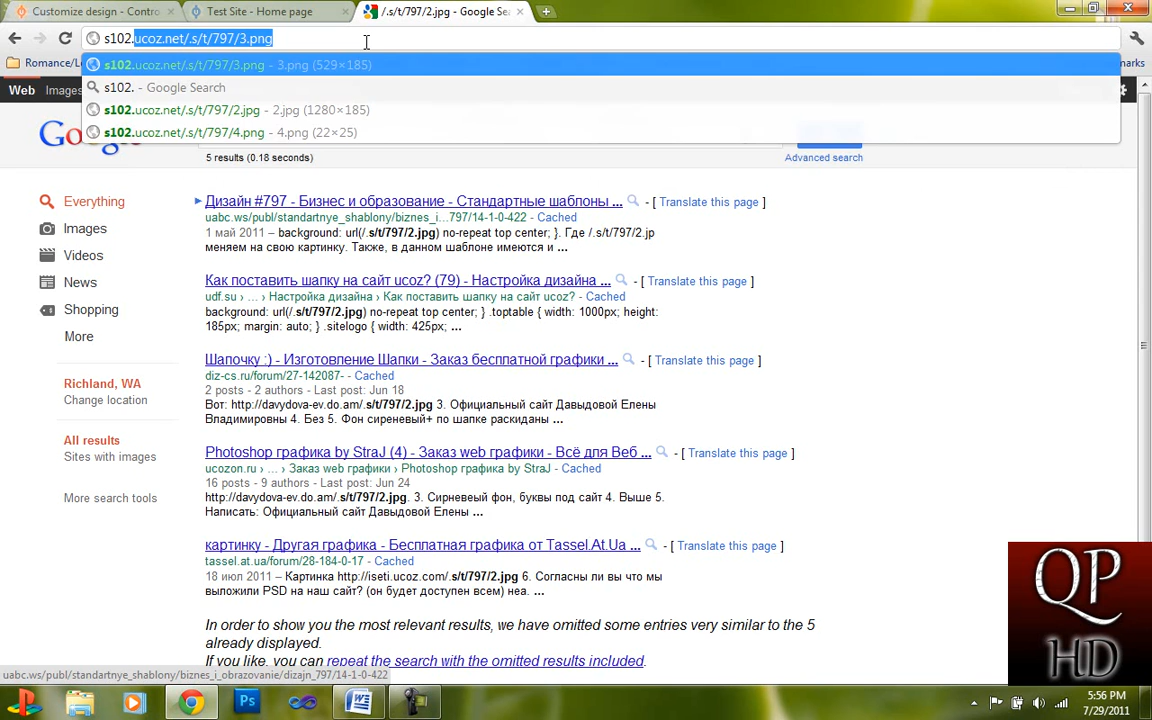 Customize design - Contro
Test Site - Home page
/.s/t/797/2.jpg - Google Sea
s102.ucoz.net/.s/t/797/3.png
Romance/L
marks
s102.ucoz.net/.s/t/797/3.png - 3.png (529×185)
s102. - Google Search
s102.ucoz.net/.s/t/797/2.jpg - 2.jpg (1280×185)
s102.ucoz.net/.s/t/797/4.png - 4.png (22×25)
Web Images
Go
5 results (0.18 seconds)
Advanced search
Everything
Images
Videos
News
Shopping
More
Richland, WA
Change location
All results
Sites with images
More search tools
Дизайн #797 - Бизнес и образование - Стандартные шаблоны ... - [ Translate this page ]
uabc.ws/publ/standartnye_shablony/biznes_i...797/14-1-0-422 - Cached
1 май 2011 – background: url(/.s/t/797/2.jpg) no-repeat top center; }. Где /.s/t/797/2.jp
меняем на свою картинку. Также, в данном шаблоне имеются и ...
Как поставить шапку на сайт ucoz? (79) - Настройка дизайна ... - [ Translate this page ]
udf.su › ... › Настройка дизайна › Как поставить шапку на сайт ucoz? - Cached
background: url(/.s/t/797/2.jpg) no-repeat top center; } .toptable { width: 1000px; height:
185px; margin: auto; } .sitelogo { width: 425px; ...
Шапочку :) - Изготовление Шапки - Заказ бесплатной графики ... - [ Translate this page ]
diz-cs.ru/forum/27-142087- - Cached
2 posts - 2 authors - Last post: Jun 18
Вот: http://davydova-ev.do.am/.s/t/797/2.jpg 3. Официальный сайт Давыдовой Елены
Владимировны 4. Без 5. Фон сиреневый+ по шапке раскиданы ...
Photoshop графика by StraJ (4) - Заказ web графики - Всё для Веб ... - [ Translate this page ]
ucozon.ru › ... › Заказ web графики › Photoshop графика by StraJ - Cached
16 posts - 9 authors - Last post: Jun 24
http://davydova-ev.do.am/.s/t/797/2.jpg. 3. Сирневеый фон, буквы под сайт 4. Выше 5.
Написать: Официальный сайт Давыдовой Елены ...
картинку - Другая графика - Бесплатная графика от Tassel.At.Ua ... - [ Translate this page ]
tassel.at.ua/forum/28-184-0-17 - Cached
18 июл 2011 – Картинка http://iseti.ucoz.com/.s/t/797/2.jpg 6. Согласны ли вы что мы
выложили PSD на наш сайт? (он будет доступен всем) неа. ...
In order to show you the most relevant results, we have omitted some entries very similar to the 5
already displayed.
If you like, you can repeat the search with the omitted results included.
uabc.ws/publ/standartnye_shablony/biznes_i_obrazovanie/dizajn_797/14-1-0-422
QP
HD
Ps
5:56 PM
7/29/2011